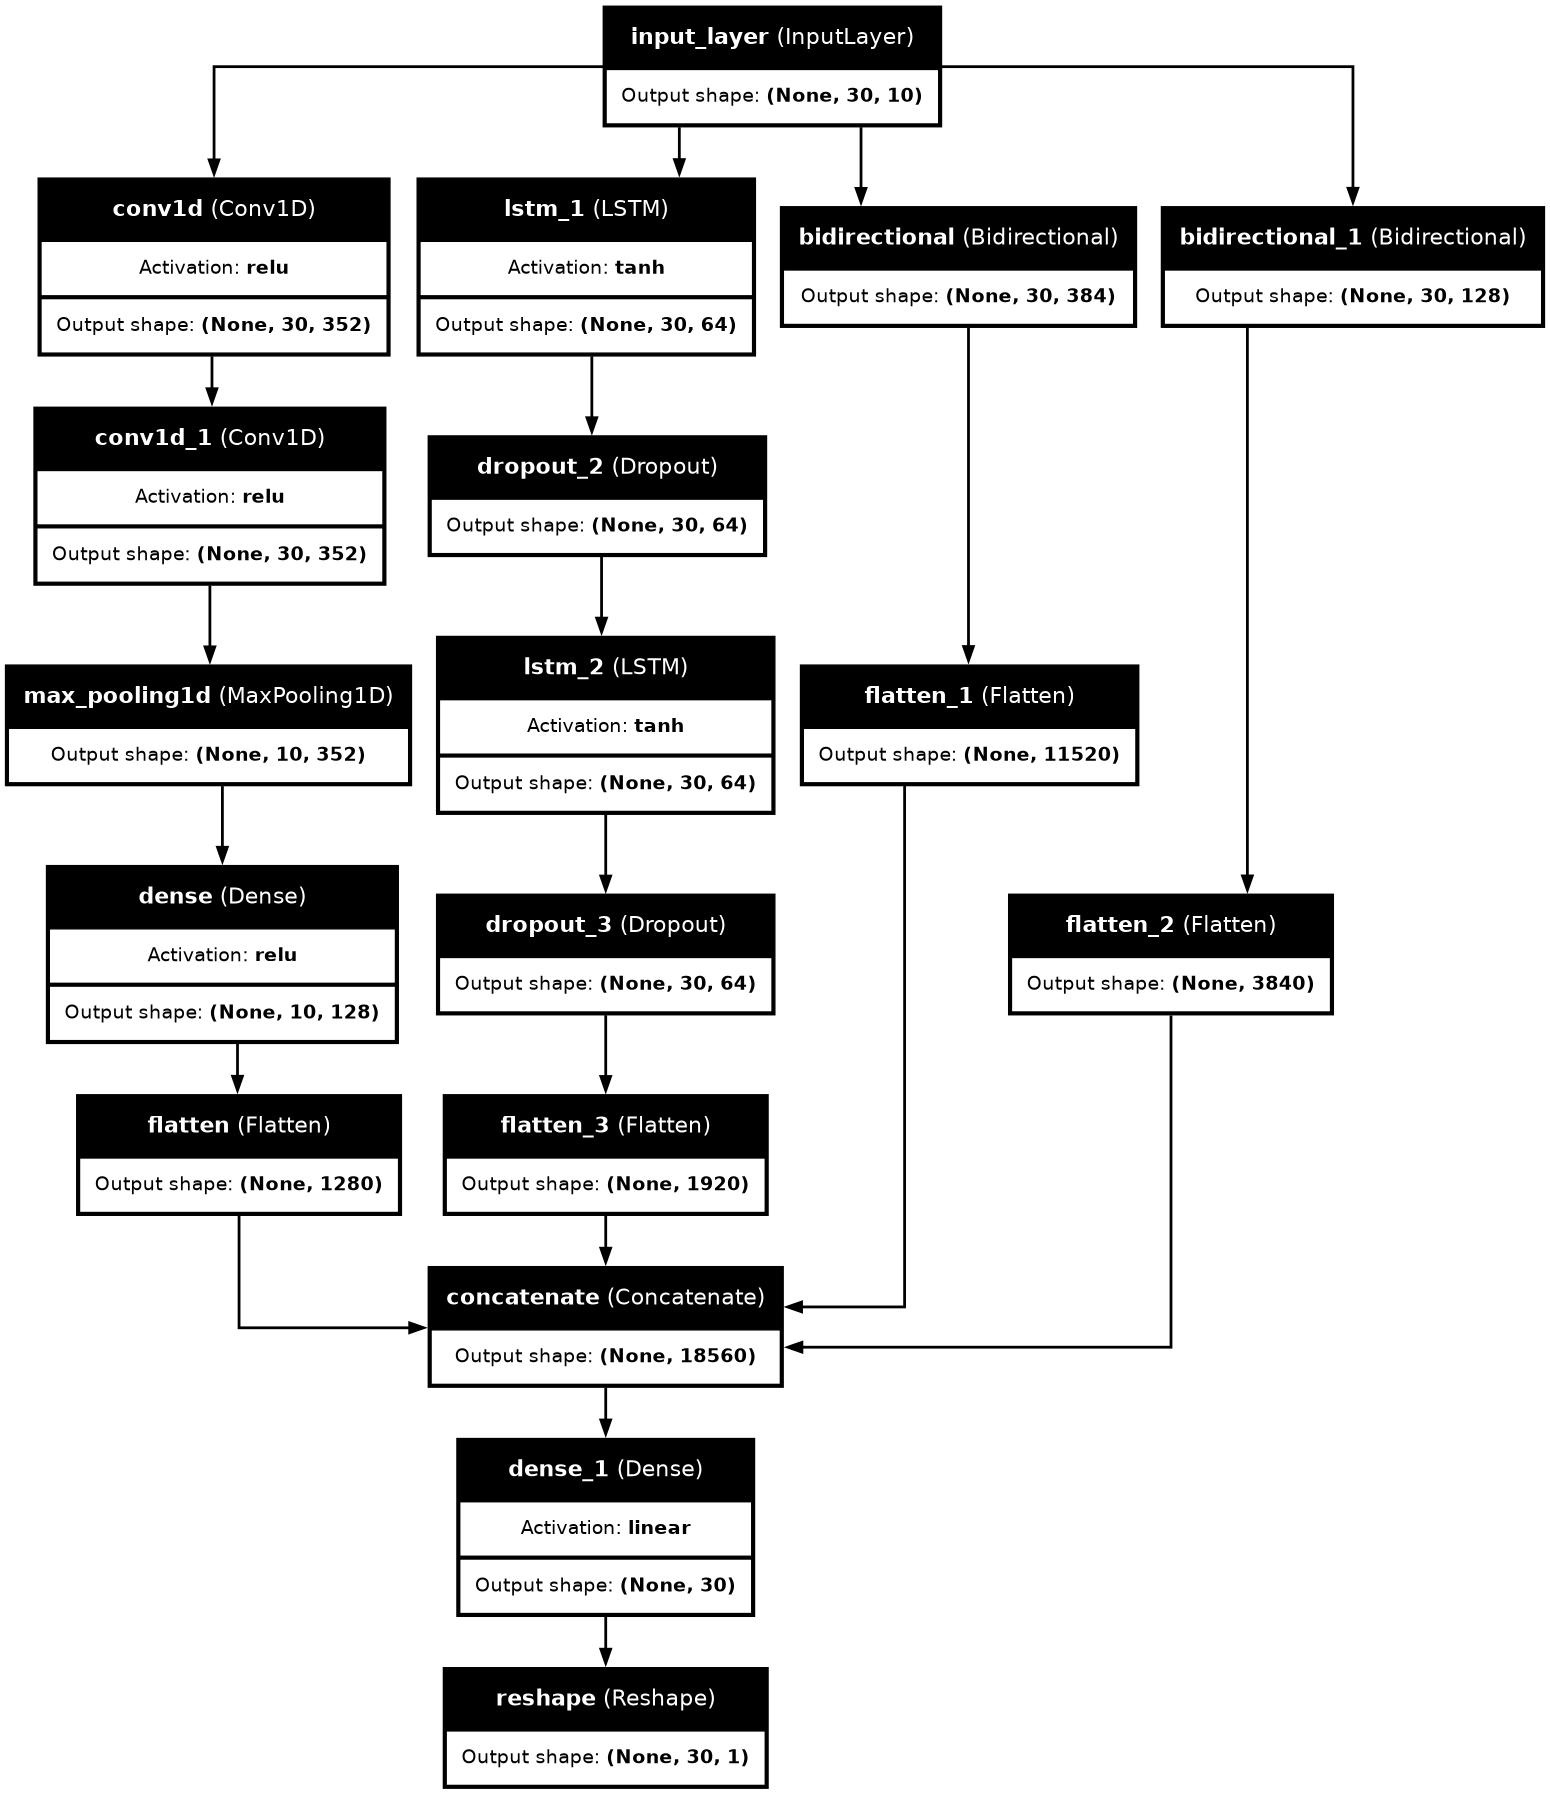 input_layer (InputLayer)
Output shape: (None, 30, 10)
conv1d (Conv1D)
Activation: relu
Output shape: (None, 30, 352)
lstm_1 (LSTM)
Activation: tanh
Output shape: (None, 30, 64)
bidirectional (Bidirectional)
Output shape: (None, 30, 384)
bidirectional_1 (Bidirectional)
Output shape: (None, 30, 128)
conv1d_1 (Conv1D)
Activation: relu
Output shape: (None, 30, 352)
dropout_2 (Dropout)
Output shape: (None, 30, 64)
max_pooling1d (MaxPooling1D)
Output shape: (None, 10, 352)
lstm_2 (LSTM)
Activation: tanh
Output shape: (None, 30, 64)
flatten_1 (Flatten)
Output shape: (None, 11520)
dense (Dense)
Activation: relu
Output shape: (None, 10, 128)
dropout_3 (Dropout)
Output shape: (None, 30, 64)
flatten_2 (Flatten)
Output shape: (None, 3840)
flatten (Flatten)
Output shape: (None, 1280)
flatten_3 (Flatten)
Output shape: (None, 1920)
concatenate (Concatenate)
Output shape: (None, 18560)
dense_1 (Dense)
Activation: linear
Output shape: (None, 30)
reshape (Reshape)
Output shape: (None, 30, 1)